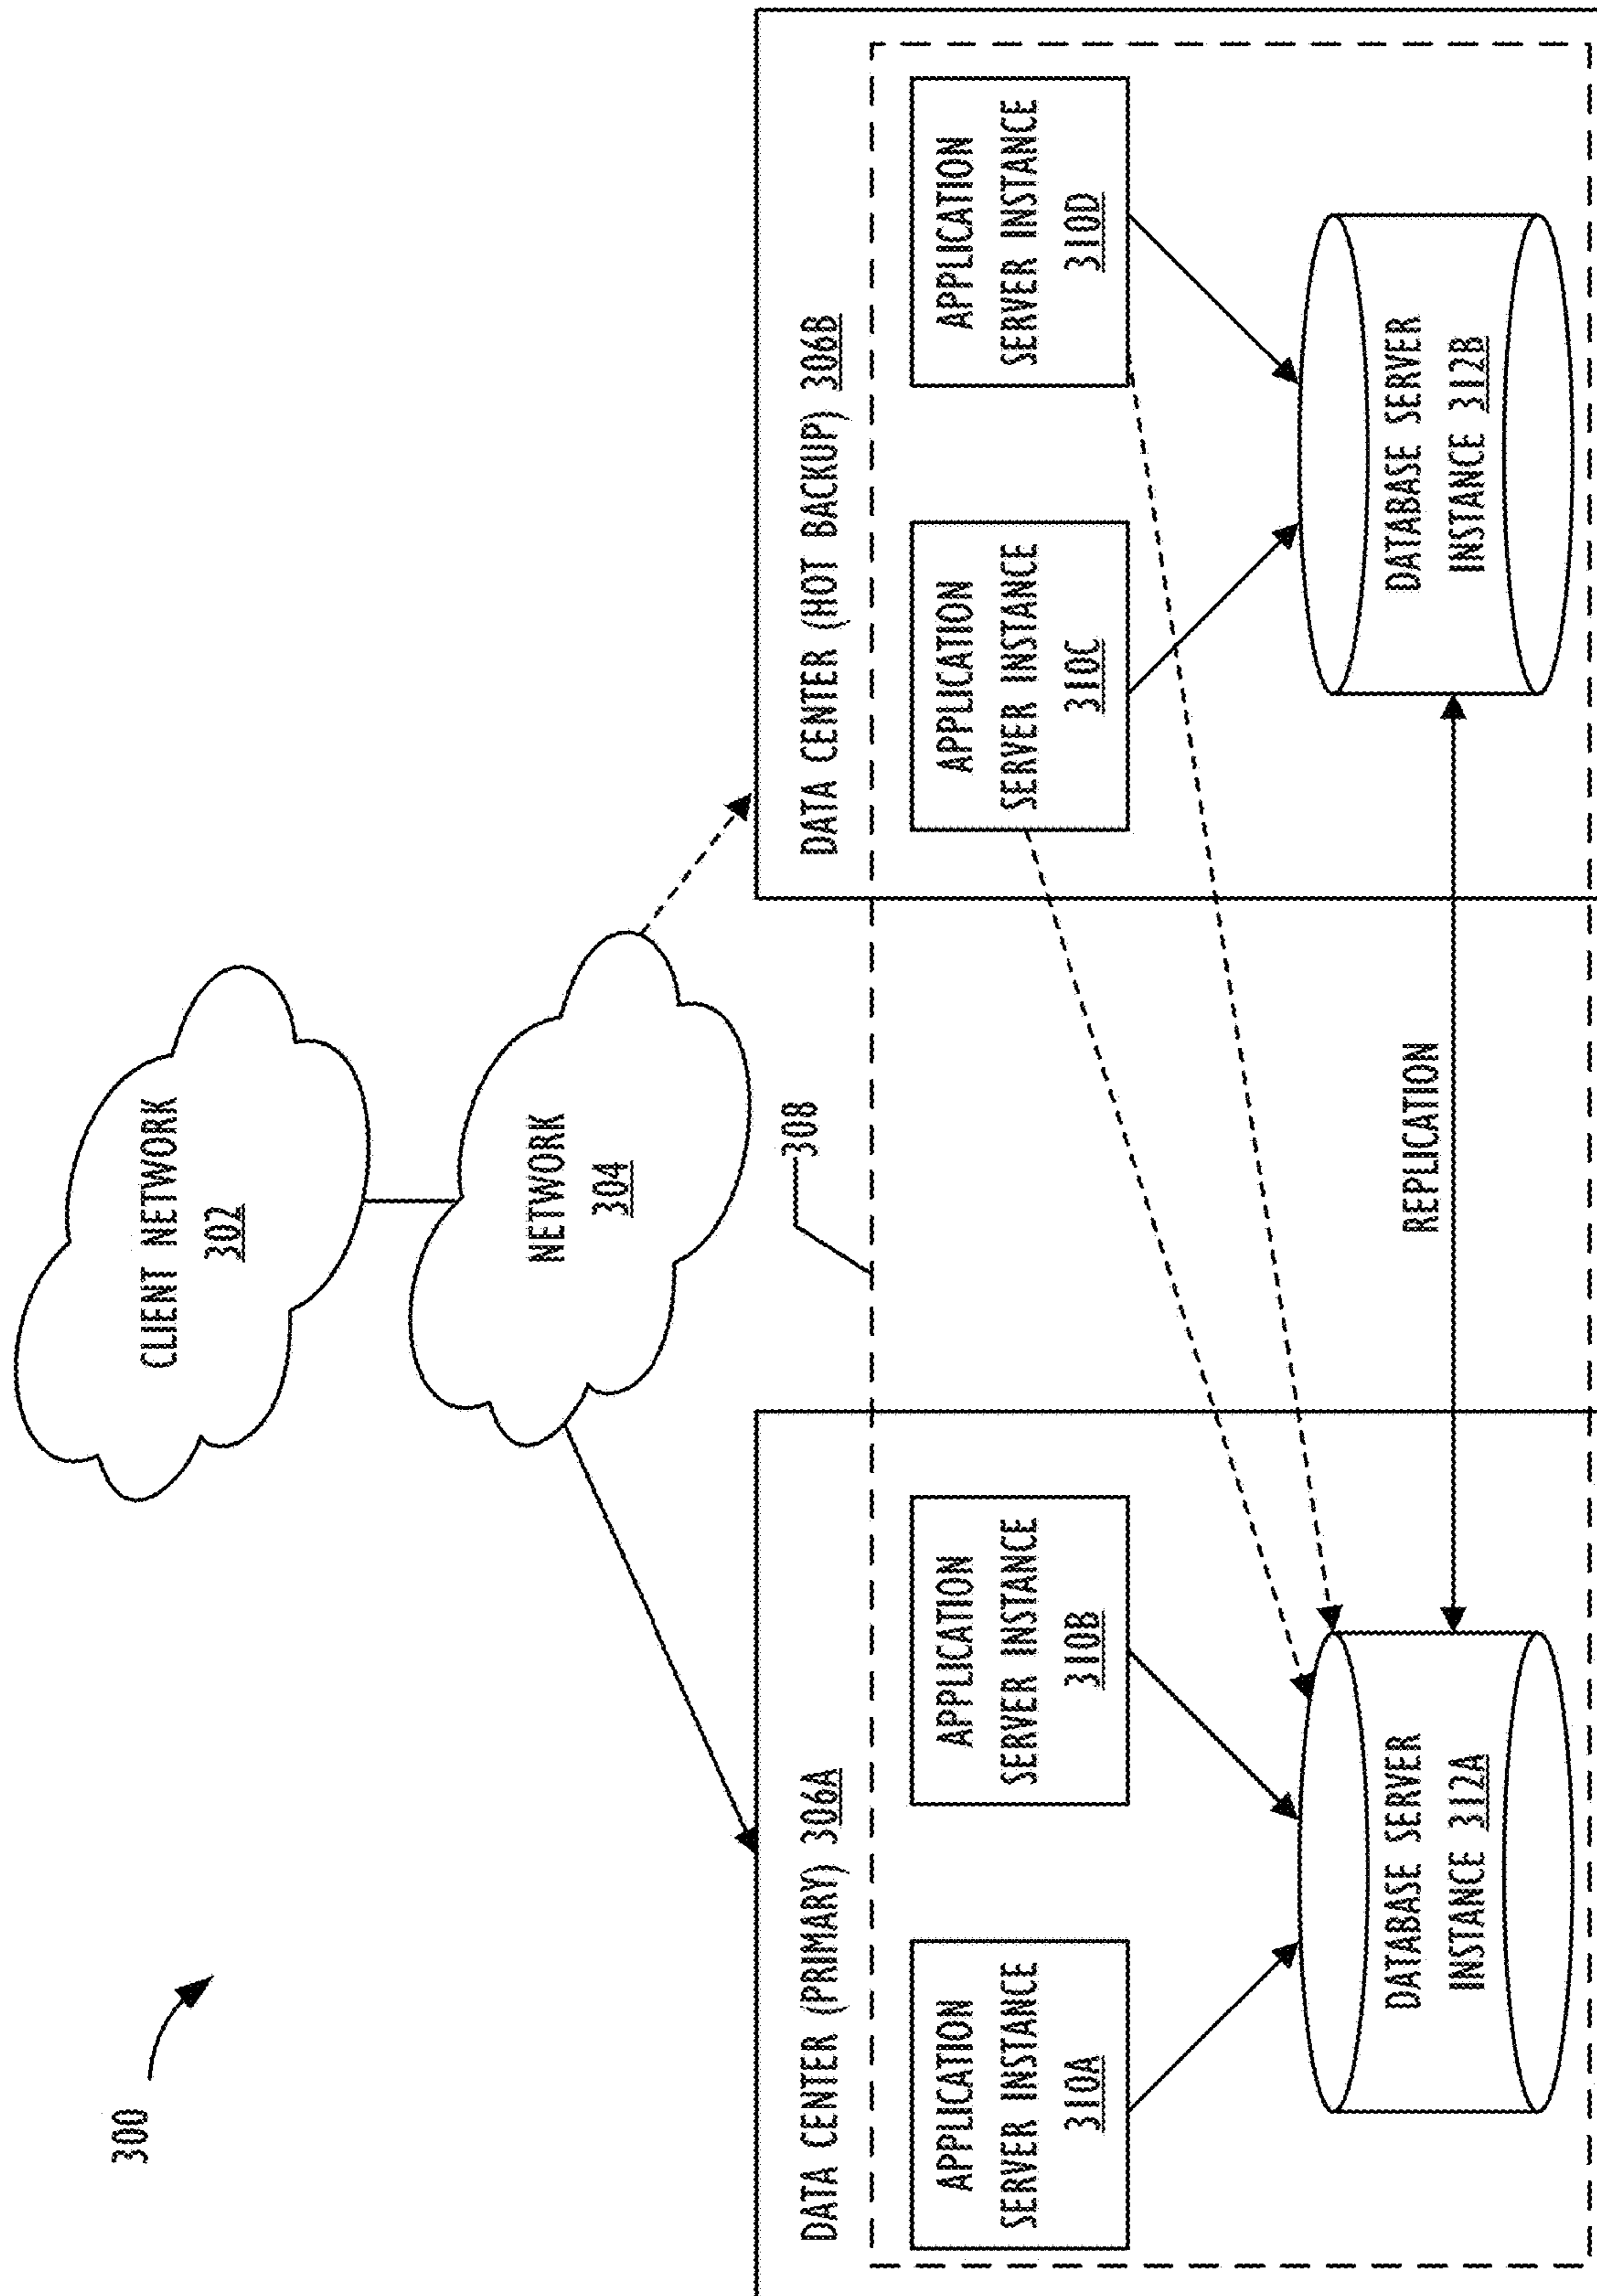 300
CLIENT NETWORK
302
NETWORK
304
308
DATA CENTER (PRIMARY) 306A
APPLICATION
SERVER INSTANCE
310A
APPLICATION
SERVER INSTANCE
310B
DATABASE SERVER
INSTANCE 312A
REPLICATION
DATA CENTER (HOT BACKUP) 306B
APPLICATION
SERVER INSTANCE
310C
APPLICATION
SERVER INSTANCE
310D
DATABASE SERVER
INSTANCE 312B